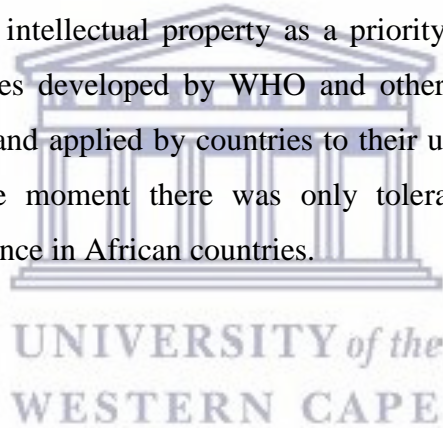 intellectual property as a priority
es developed by WHO and other
and applied by countries to their u
e moment there was only tolera
ence in African countries.
UNIVERSITY of the
WESTERN CAPE